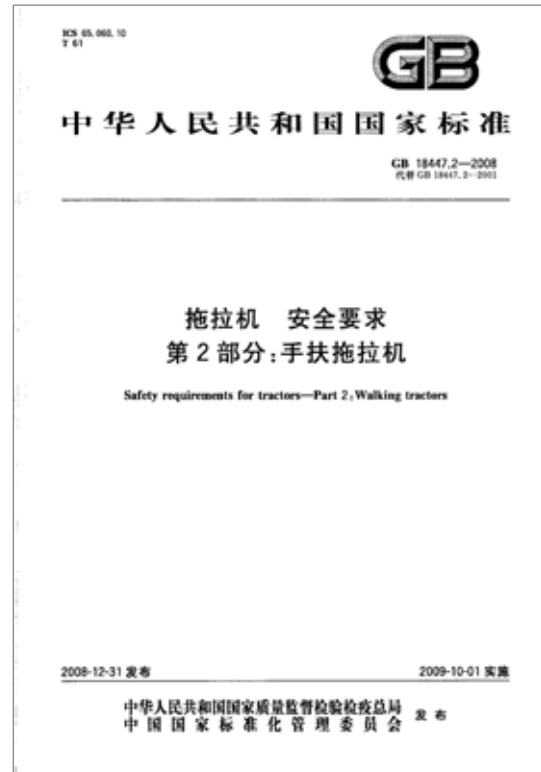 ICS 65.060.10
T 61
GB
中华人民共和国国家标准
GB 18447.2—2008
代替 GB 18447.2—2001
拖拉机 安全要求
第2部分:手扶拖拉机
Safety requirements for tractors—Part 2:Walking tractors
2008-12-31 发布
2009-10-01 实施
中华人民共和国国家质量监督检验检疫总局
中国国家标准化管理委员会
发布